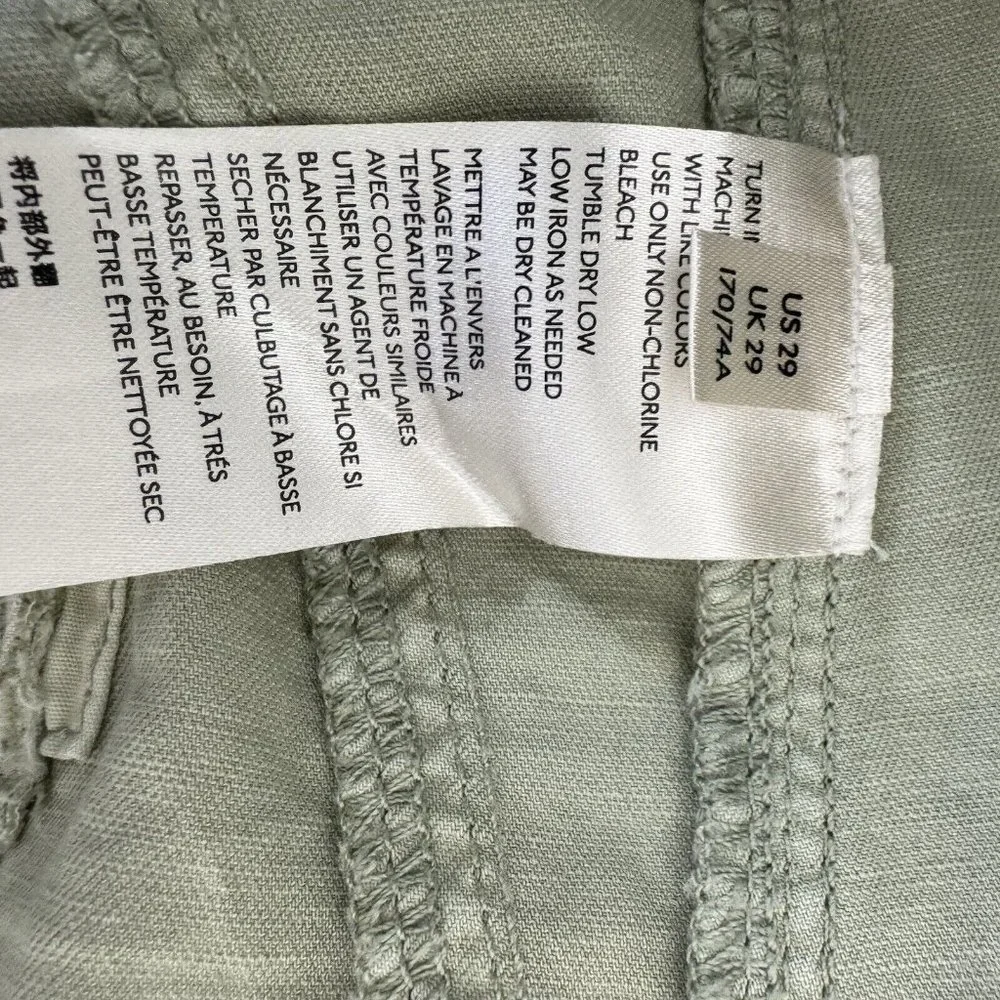 US 29
UK 29
170/74A
TURN I
MACHI
WITH LIKE COLORS
USE ONLY NON-CHLORINE
BLEACH
TUMBLE DRY LOW
LOW IRON AS NEEDED
MAY BE DRY CLEANED
METTRE A L'ENVERS
LAVAGE EN MACHINE À
TEMPÉRATURE FROIDE
AVEC COULEURS SIMILAIRES
UTILISER UN AGENT DE
BLANCHIMENT SANS CHLORE SI
NÉCESSAIRE
SECHER PAR CULBUTAGE À BASSE
TEMPERATURE
REPASSER, AU BESOIN, À TRÉS
BASSE TEMPÉRATURE
PEUT-ÊTRE ÊTRE NETTOYÉE SEC
將內部外翻